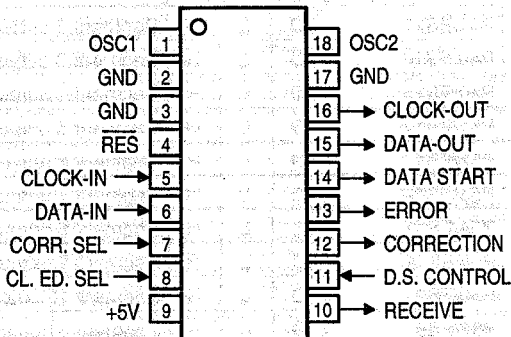 OSC1 1 18 OSC2
GND 2 17 GND
GND 3 16 CLOCK-OUT
RES 4 15 DATA-OUT
CLOCK-IN 5 14 DATA START
DATA-IN 6 13 ERROR
CORR. SEL 7 12 CORRECTION
CL. ED. SEL 8 11 D.S. CONTROL
+5V 9 10 RECEIVE